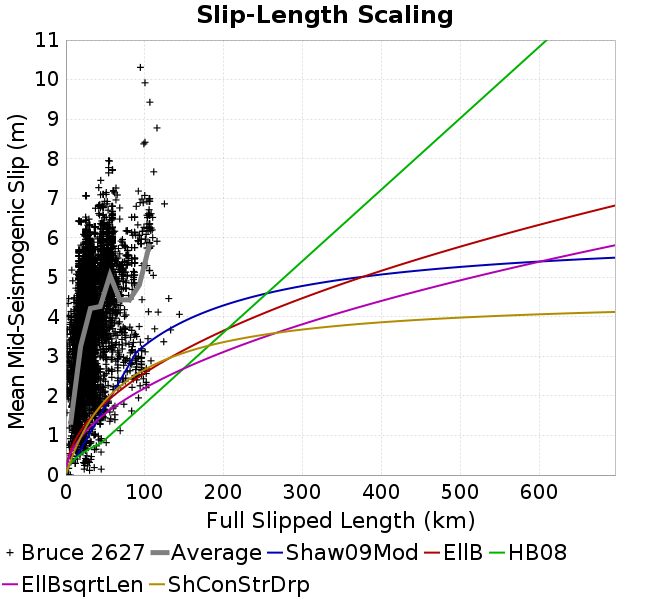 Slip-Length Scaling
Mean Mid-Seismogenic Slip (m)
11
10
9
8
7
6
5
4
3
2
1
0
0 100 200 300 400 500 600
Full Slipped Length (km)
Bruce 2627 Average Shaw09Mod EllB HB08
EllBsqrtLen ShConStrDrp